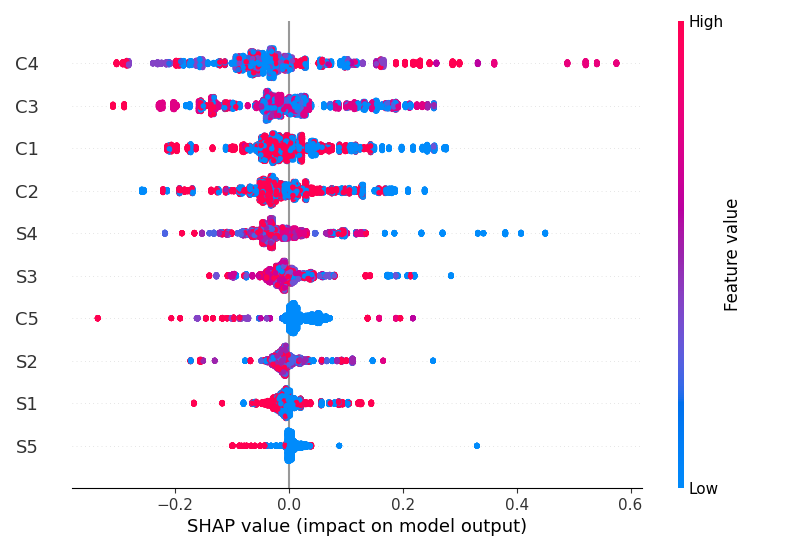 High
C4
C3
C1
C2
S4
S3
C5
S2
S1
S5
Feature value
Low
−0.2 0.0 0.2 0.4 0.6
SHAP value (impact on model output)